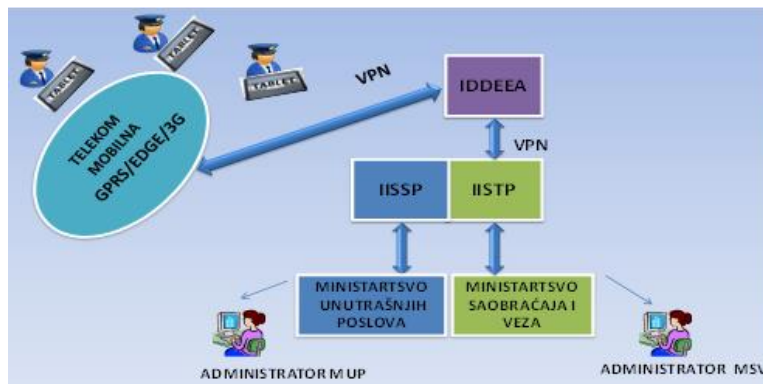 TABLET
TABLET
TABLET
VPN
IDDEEA
TELEKOM
MOBILNA
GPRS/EDGE/3G
VPN
IISSP
IISTP
MINISTARTSVO
UNUTRAŠNJIH
POSLOVA
MINISTARTSVO
SAOBRAĆAJA I
VEZA
ADMINISTRATOR MUP
ADMINISTRATOR MSV